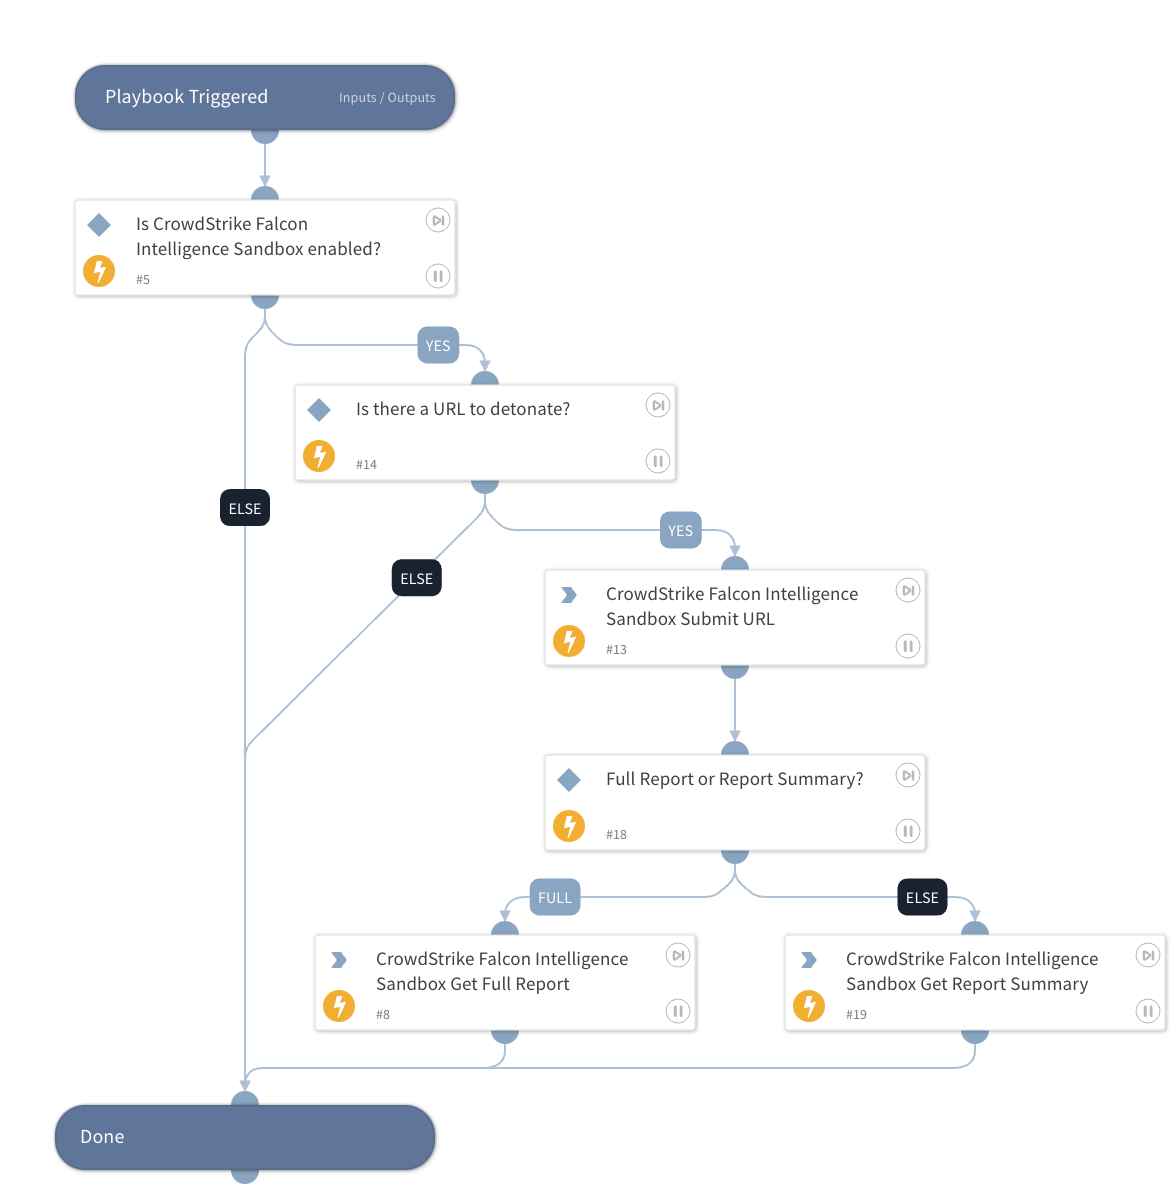 Playbook Triggered
Inputs / Outputs
Is CrowdStrike Falcon
Intelligence Sandbox enabled?
#5
YES
Is there a URL to detonate?
#14
ELSE
YES
ELSE
CrowdStrike Falcon Intelligence
Sandbox Submit URL
#13
Full Report or Report Summary?
#18
FULL
ELSE
CrowdStrike Falcon Intelligence
Sandbox Get Full Report
#8
CrowdStrike Falcon Intelligence
Sandbox Get Report Summary
#19
Done